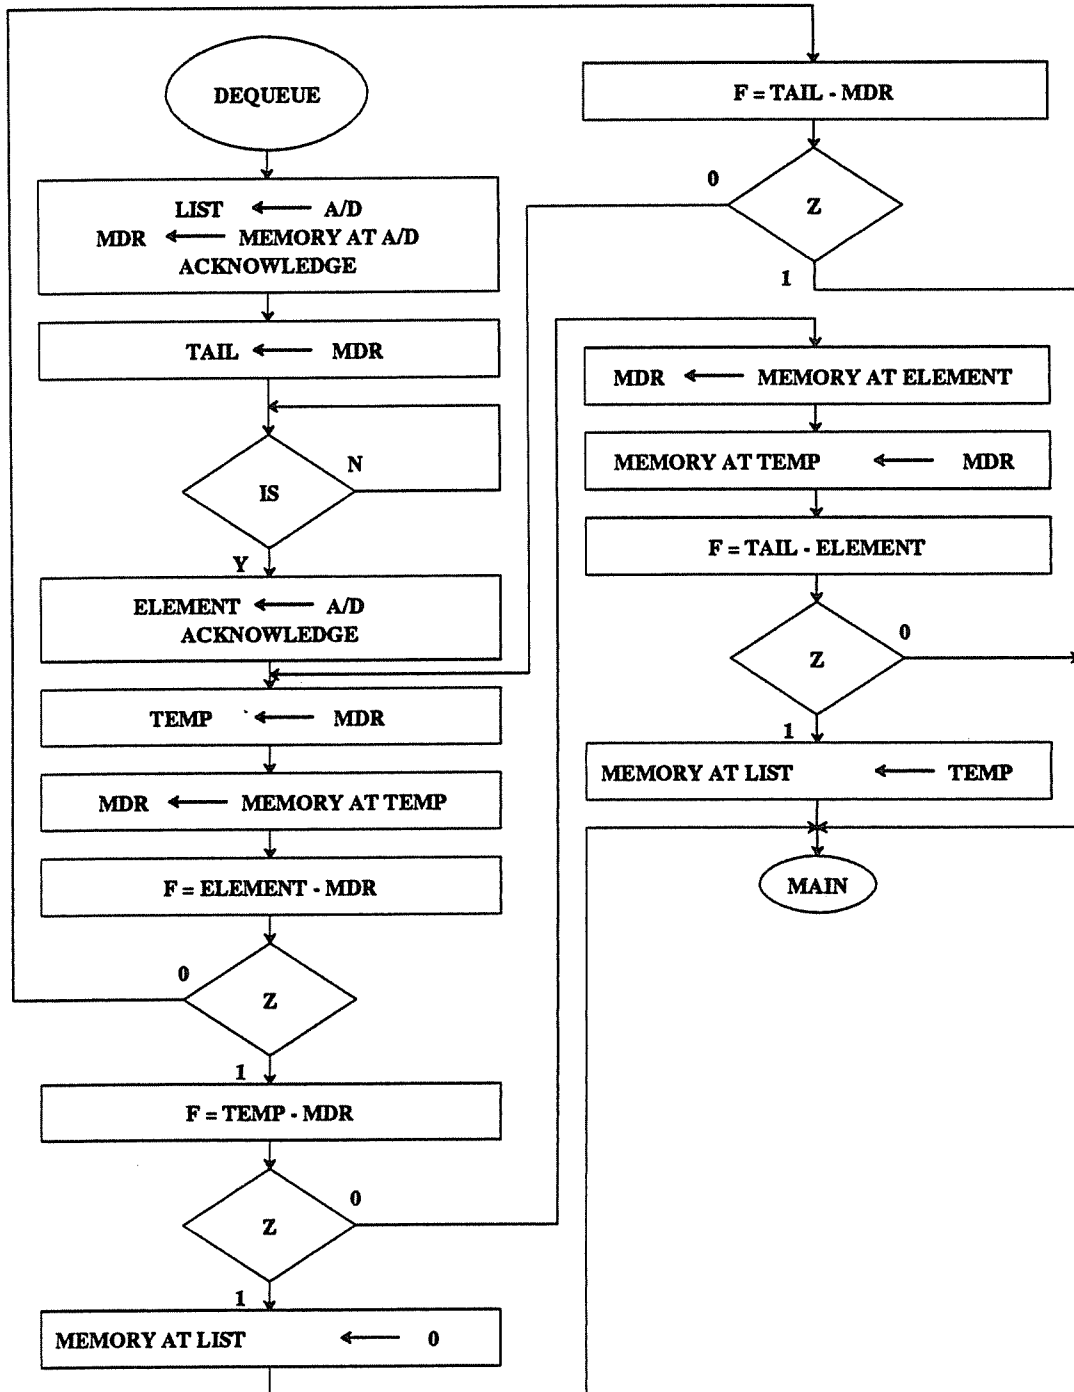 DEQUEUE
LIST ← A/D
MDR ← MEMORY AT A/D
ACKNOWLEDGE
TAIL ← MDR
IS
N
Y
ELEMENT ← A/D
ACKNOWLEDGE
TEMP ← MDR
MDR ← MEMORY AT TEMP
F = ELEMENT - MDR
0
Z
1
F = TEMP - MDR
0
Z
1
MEMORY AT LIST ← 0
F = TAIL - MDR
0
Z
1
MDR ← MEMORY AT ELEMENT
MEMORY AT TEMP ← MDR
F = TAIL - ELEMENT
0
Z
1
MEMORY AT LIST ← TEMP
MAIN